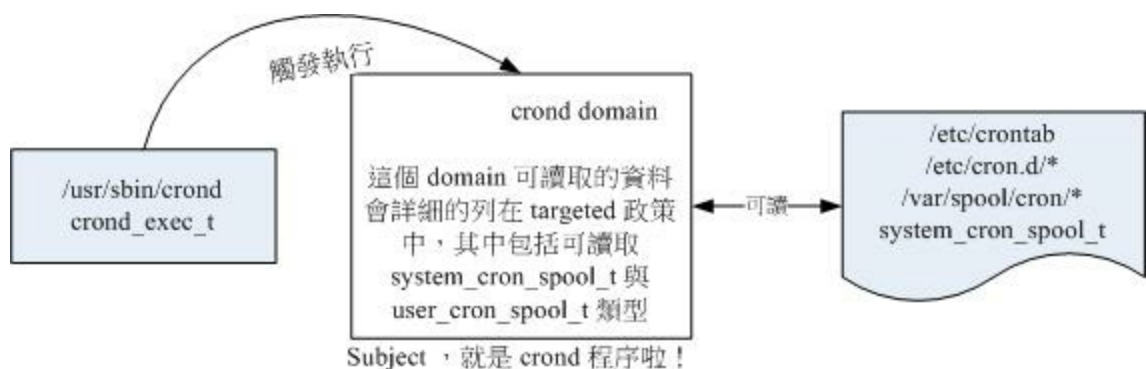 觸發執行
/usr/sbin/crond
crond_exec_t
crond domain
這個 domain 可讀取的資料
會詳細的列在 targeted 政策
中，其中包括可讀取
system_cron_spool_t 與
user_cron_spool_t 類型
Subject ，就是 crond 程序啦！
可讀
/etc/crontab
/etc/cron.d/*
/var/spool/cron/*
system_cron_spool_t